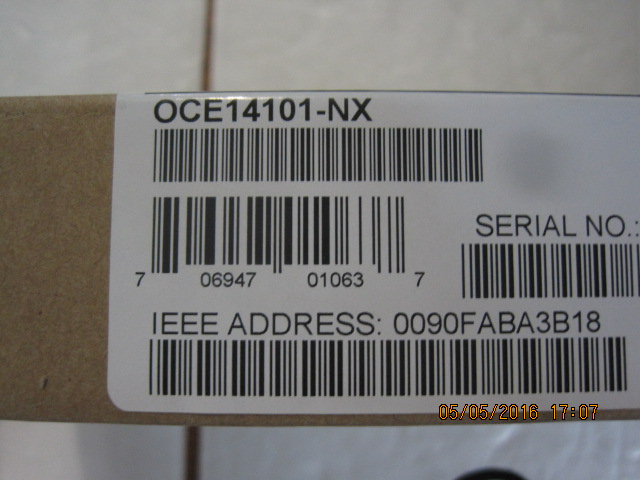 OCE14101-NX
SERIAL NO.:
7 06947 01063 7
IEEE ADDRESS: 0090FABA3B18
05/05/2016 17:07